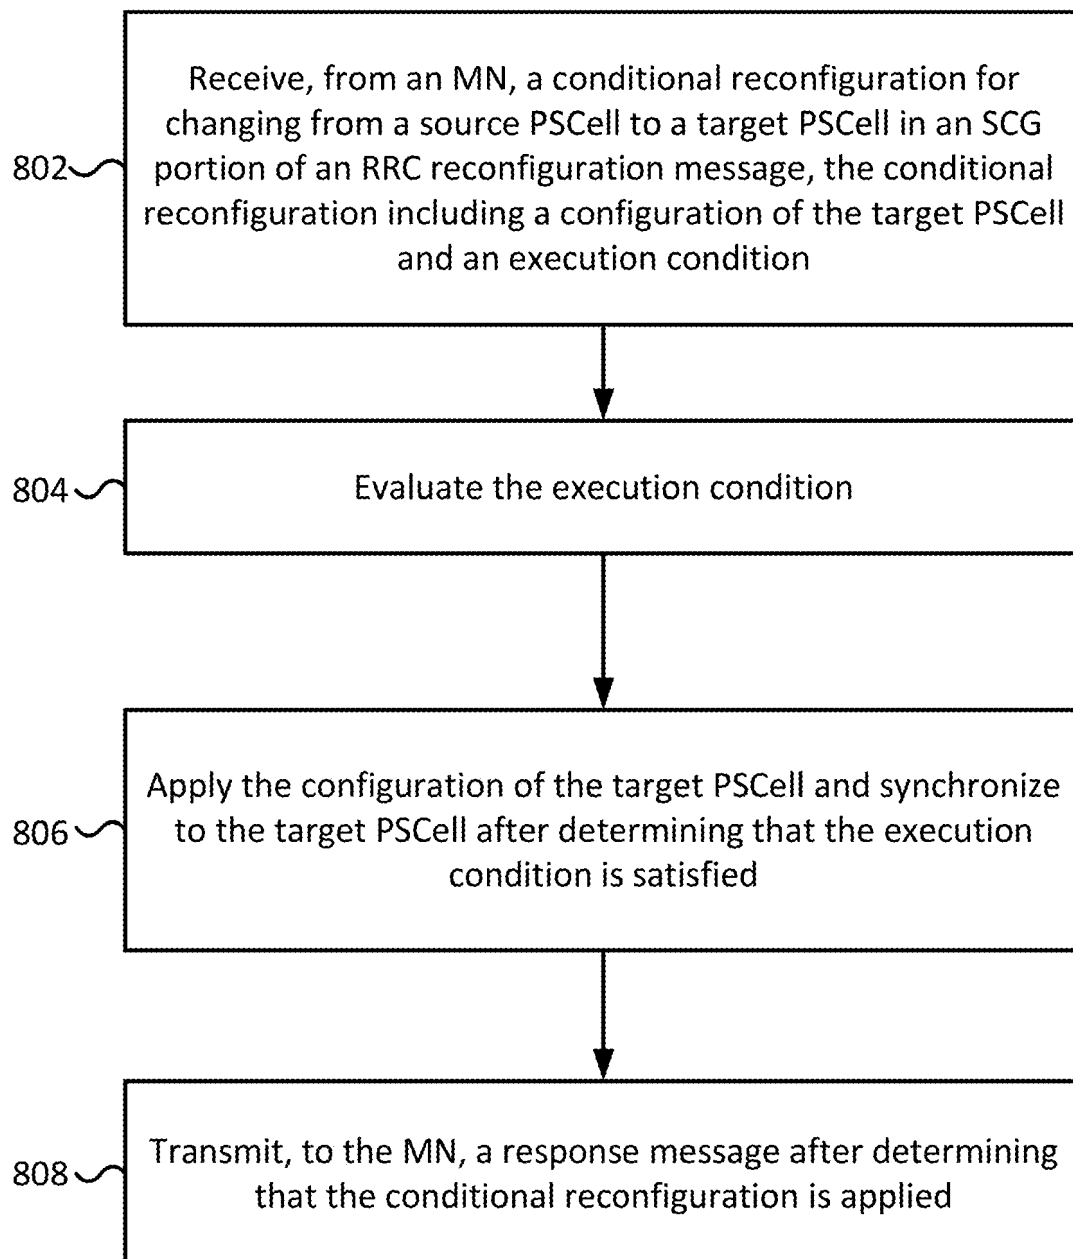 Receive, from an MN, a conditional reconfiguration for
changing from a source PSCell to a target PSCell in an SCG
802 portion of an RRC reconfiguration message, the conditional
reconfiguration including a configuration of the target PSCell
and an execution condition
804 Evaluate the execution condition
Apply the configuration of the target PSCell and synchronize
806 to the target PSCell after determining that the execution
condition is satisfied
Transmit, to the MN, a response message after determining
808 that the conditional reconfiguration is applied